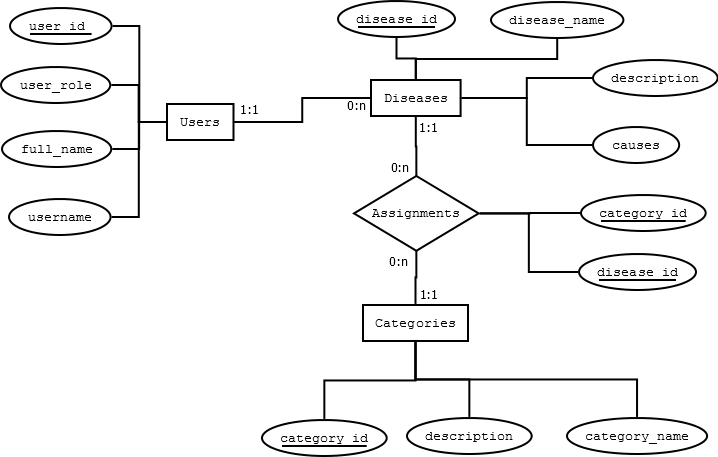 user_id
user_role
full_name
username
Users
1:1
0:n
disease_id
disease_name
Diseases
description
causes
1:1
0:n
Assignments
category_id
disease_id
0:n
1:1
Categories
category_id
description
category_name